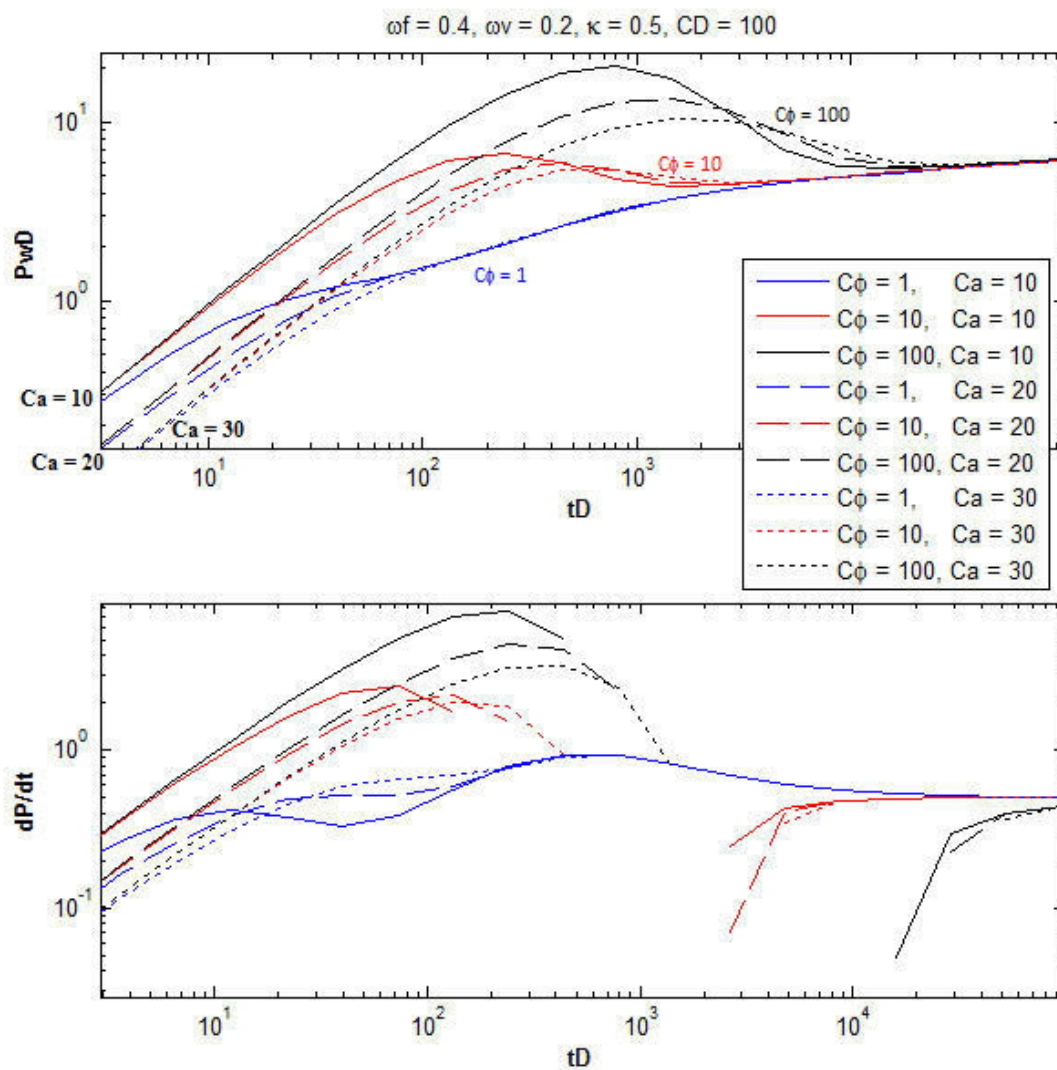 ωf = 0.4, ωv = 0.2, κ = 0.5, CD = 100
PwD
10¹
10⁰
Cϕ = 100
Cϕ = 10
Cϕ = 1
Ca = 10
Ca = 30
Ca = 20
10¹
10²
10³
tD
Cϕ = 1, Ca = 10
Cϕ = 10, Ca = 10
Cϕ = 100, Ca = 10
Cϕ = 1, Ca = 20
Cϕ = 10, Ca = 20
Cϕ = 100, Ca = 20
Cϕ = 1, Ca = 30
Cϕ = 10, Ca = 30
Cϕ = 100, Ca = 30
dP/dt
10⁰
10⁻¹
10¹
10²
10³
10⁴
tD